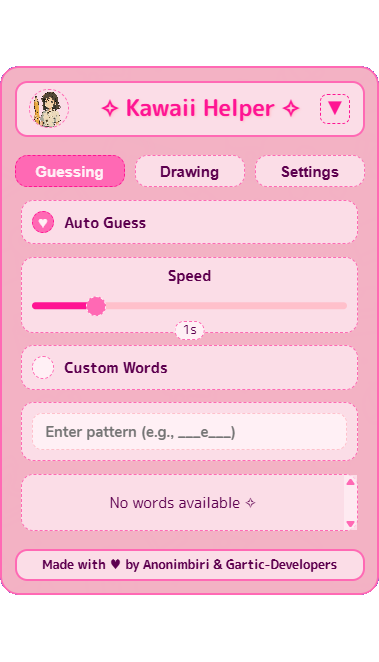 ✧ Kawaii Helper ✧ ▼
Guessing Drawing Settings
♥ Auto Guess
Speed
1s
Custom Words
Enter pattern (e.g., ___e___)
No words available ✧
Made with ♥ by Anonimbiri & Gartic-Developers